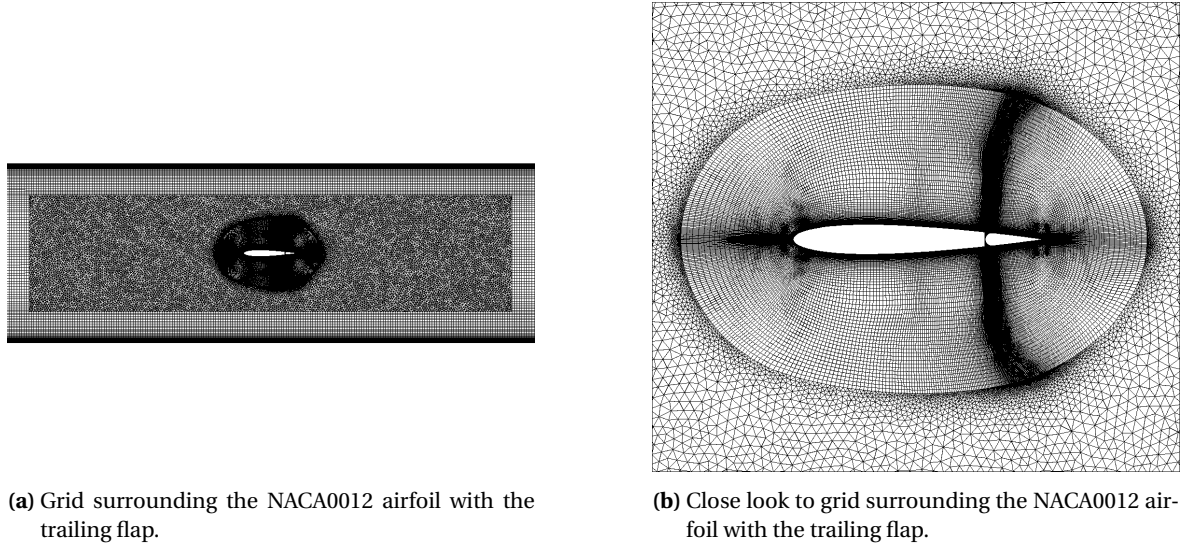 (a) Grid surrounding the NACA0012 airfoil with the
trailing flap.
(b) Close look to grid surrounding the NACA0012 air-
foil with the trailing flap.